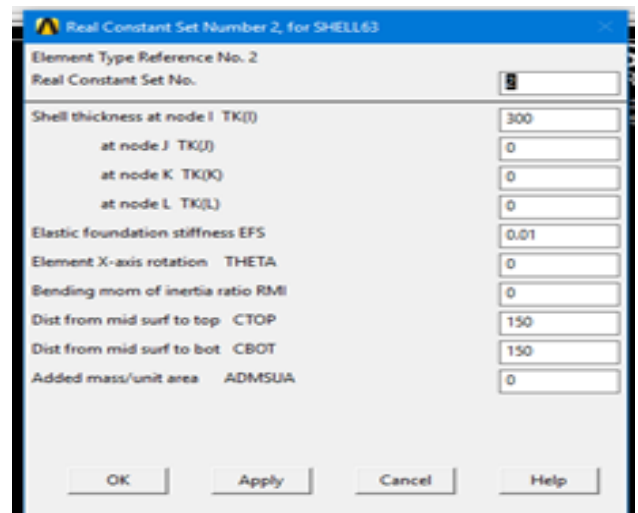 Real Constant Set Number 2, for SHELL63
Element Type Reference No. 2
Real Constant Set No. 2
Shell thickness at node I TK(I) 300
at node J TK(J) 0
at node K TK(K) 0
at node L TK(L) 0
Elastic foundation stiffness EFS 0.01
Element X-axis rotation THETA 0
Bending mom of inertia ratio RMI 0
Dist from mid surf to top CTOP 150
Dist from mid surf to bot CBOT 150
Added mass/unit area ADMSUA 0
OK Apply Cancel Help